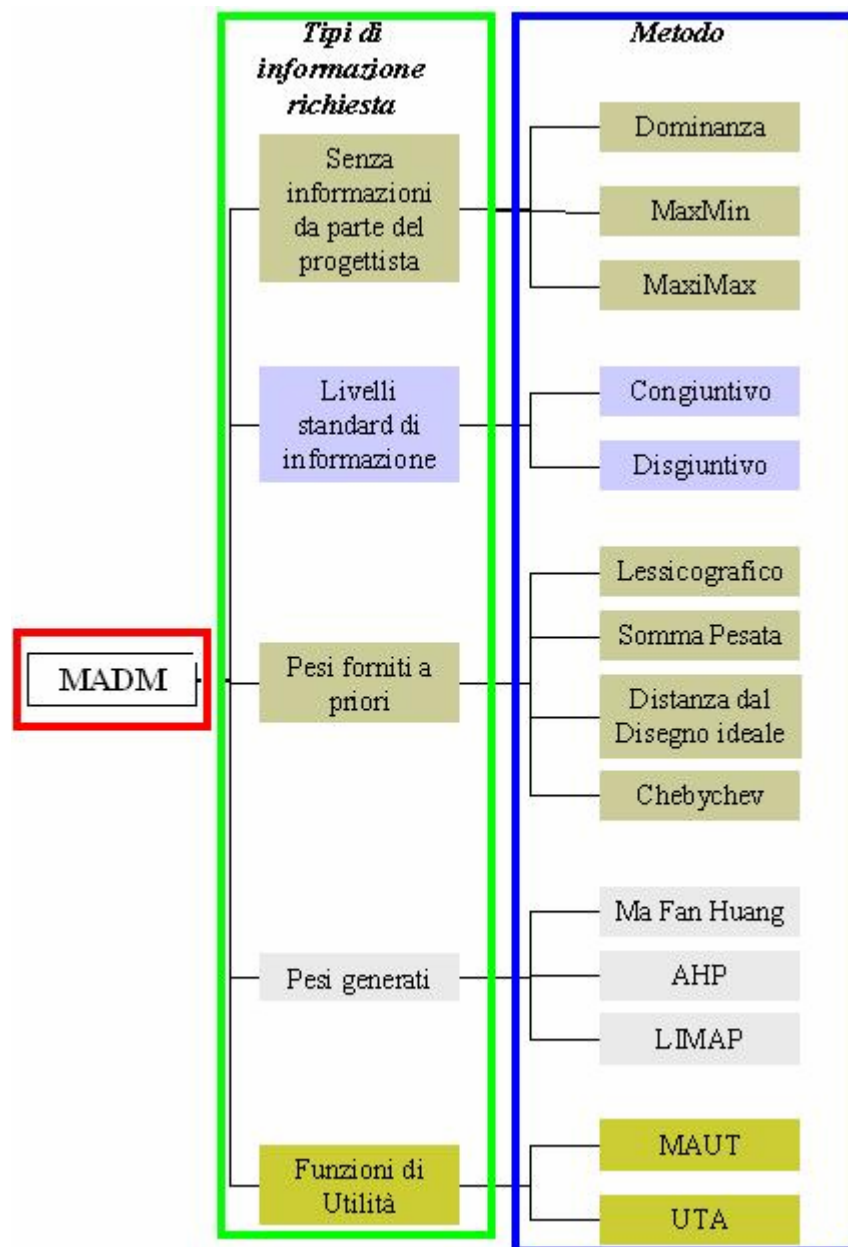 Tipi di
informazione
richiesta
Metodo
Senza
informazioni
da parte del
progettista
Dominanza
MaxMin
MaxiMax
Livelli
standard di
informazione
Congiuntivo
Disgiuntivo
MADM
Pesi forniti a
priori
Lessicografico
Somma Pesata
Distanza dal
Disegno ideale
Chebychev
Pesi generati
Ma Fan Huang
AHP
LIMAP
Funzioni di
Utilità
MAUT
UTA